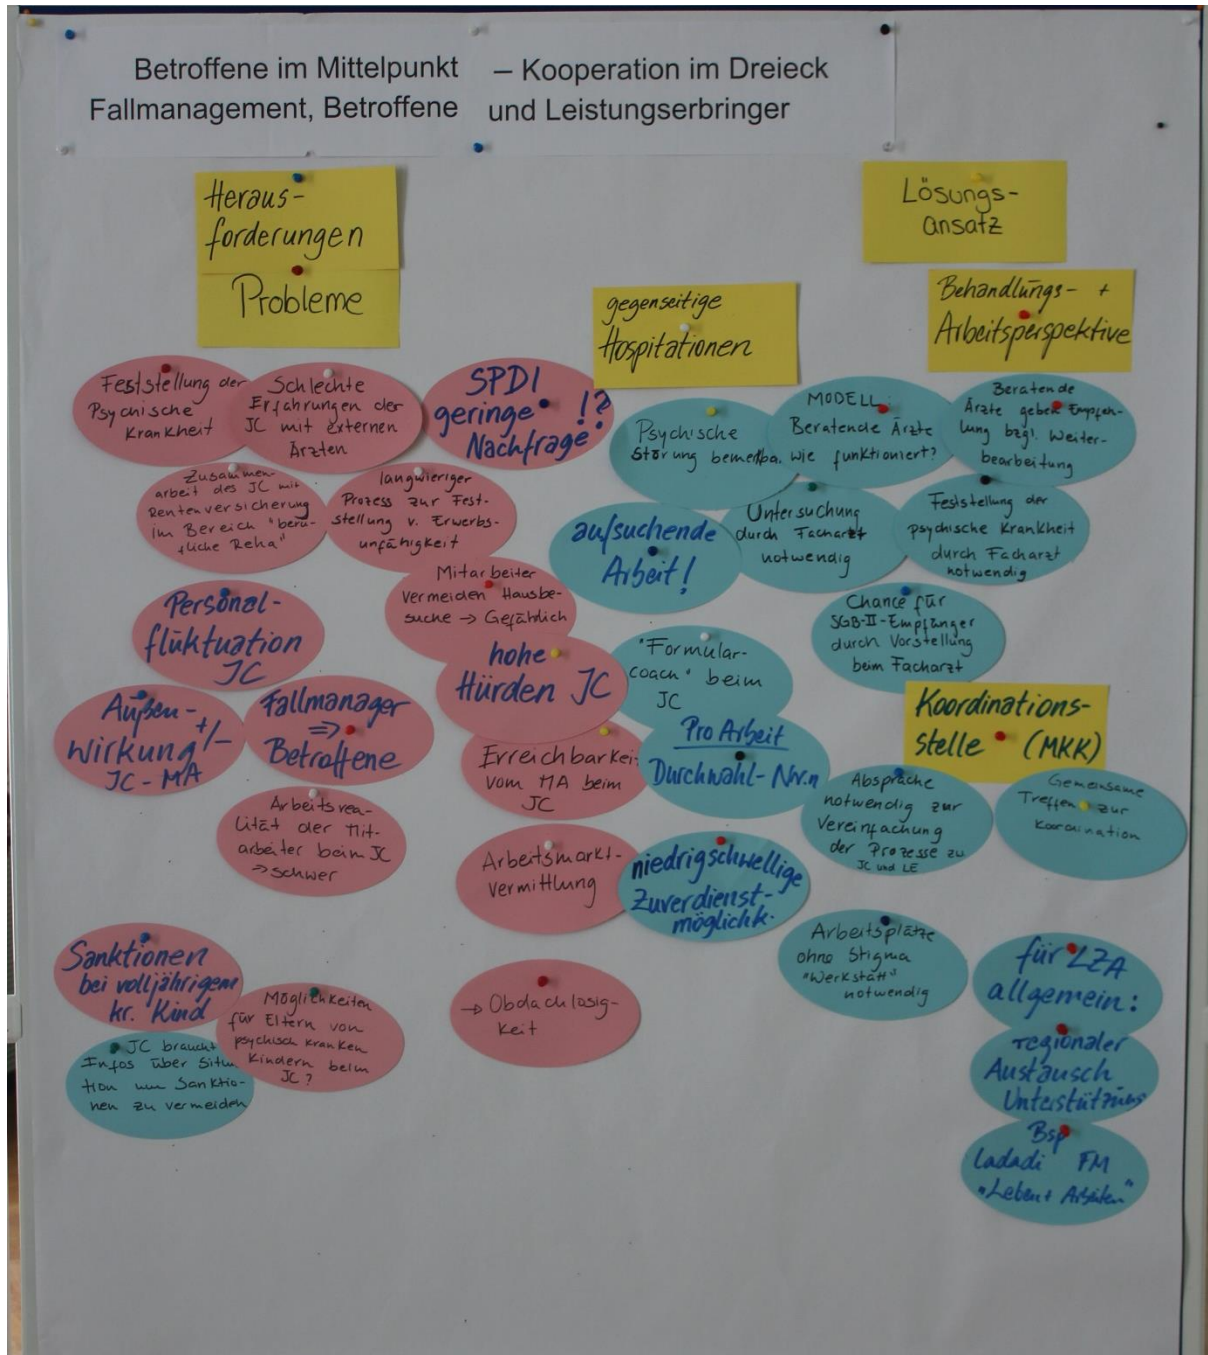 Betroffene im Mittelpunkt – Kooperation im Dreieck
Fallmanagement, Betroffene und Leistungserbringer
Heraus-
forderungen
Probleme
Lösungs-
ansatz
gegenseitige
Hospitationen
Behandlungs- +
Arbeitsperspektive
Feststellung der
Psychische
Krankheit
Schlechte
Erfahrungen der
JC mit externen
Ärzten
SPDI
geringe !?
Nachfrage
Zusammen-
arbeit des JC mit
Rentenversicherung
im Bereich "beru-
fliche Reha"
langwieriger
Prozess zur Fest-
stellung v. Erwerbs-
unfähigkeit
Mitarbeiter
vermeiden Hausbe-
suche → Gefährlich
Personal-
fluktuation
JC
hohe
Hürden JC
Außen-
wirkung +/-
JC-MA
Fallmanager
⇒
Betroffene
Erreichbarkeit
vom MA beim
JC
Arbeitsrea-
lität der Mit-
arbeiter beim JC
⇒ schwer
Arbeitsmarkt-
vermittlung
Sanktionen
bei volljährigem
kr. Kind
Möglichkeiten
für Eltern von
psychisch kranken
Kindern beim
JC?
JC braucht
Infos über Situ
tion um Sanktio-
nen zu vermeiden
→ Obdachlosig-
keit
Psychische
Störung bemerkba.
MODELL:
Beratende Ärzte
wie funktioniert?
Beratende
Ärzte geben Empfeh-
lung bzgl. Weiter-
bearbeitung
aufsuchende
Arbeit!
Untersuchung
durch Facharzt
notwendig
Feststellung der
psychische Krankheit
durch Facharzt
notwendig
Chance für
SGB-II-Empfänger
durch Vorstellung
beim Facharzt
"Formular-
coach" beim
JC
Pro Arbeit
Durchwahl-Nr.n
niedrigschwellige
Zuverdienst-
möglichk.
Koordinations-
stelle (MKK)
Absprache
notwendig zur
Vereinfachung
der Prozesse zu
JC und LE
Gemeinsame
Treffen zur
Koordination
Arbeitsplätze
ohne Stigma
"Werkstatt"
notwendig
für LZA
allgemein:
regionaler
Austausch
Unterstützung
Bsp
Ladadi FM
"Leben + Arbeiten"